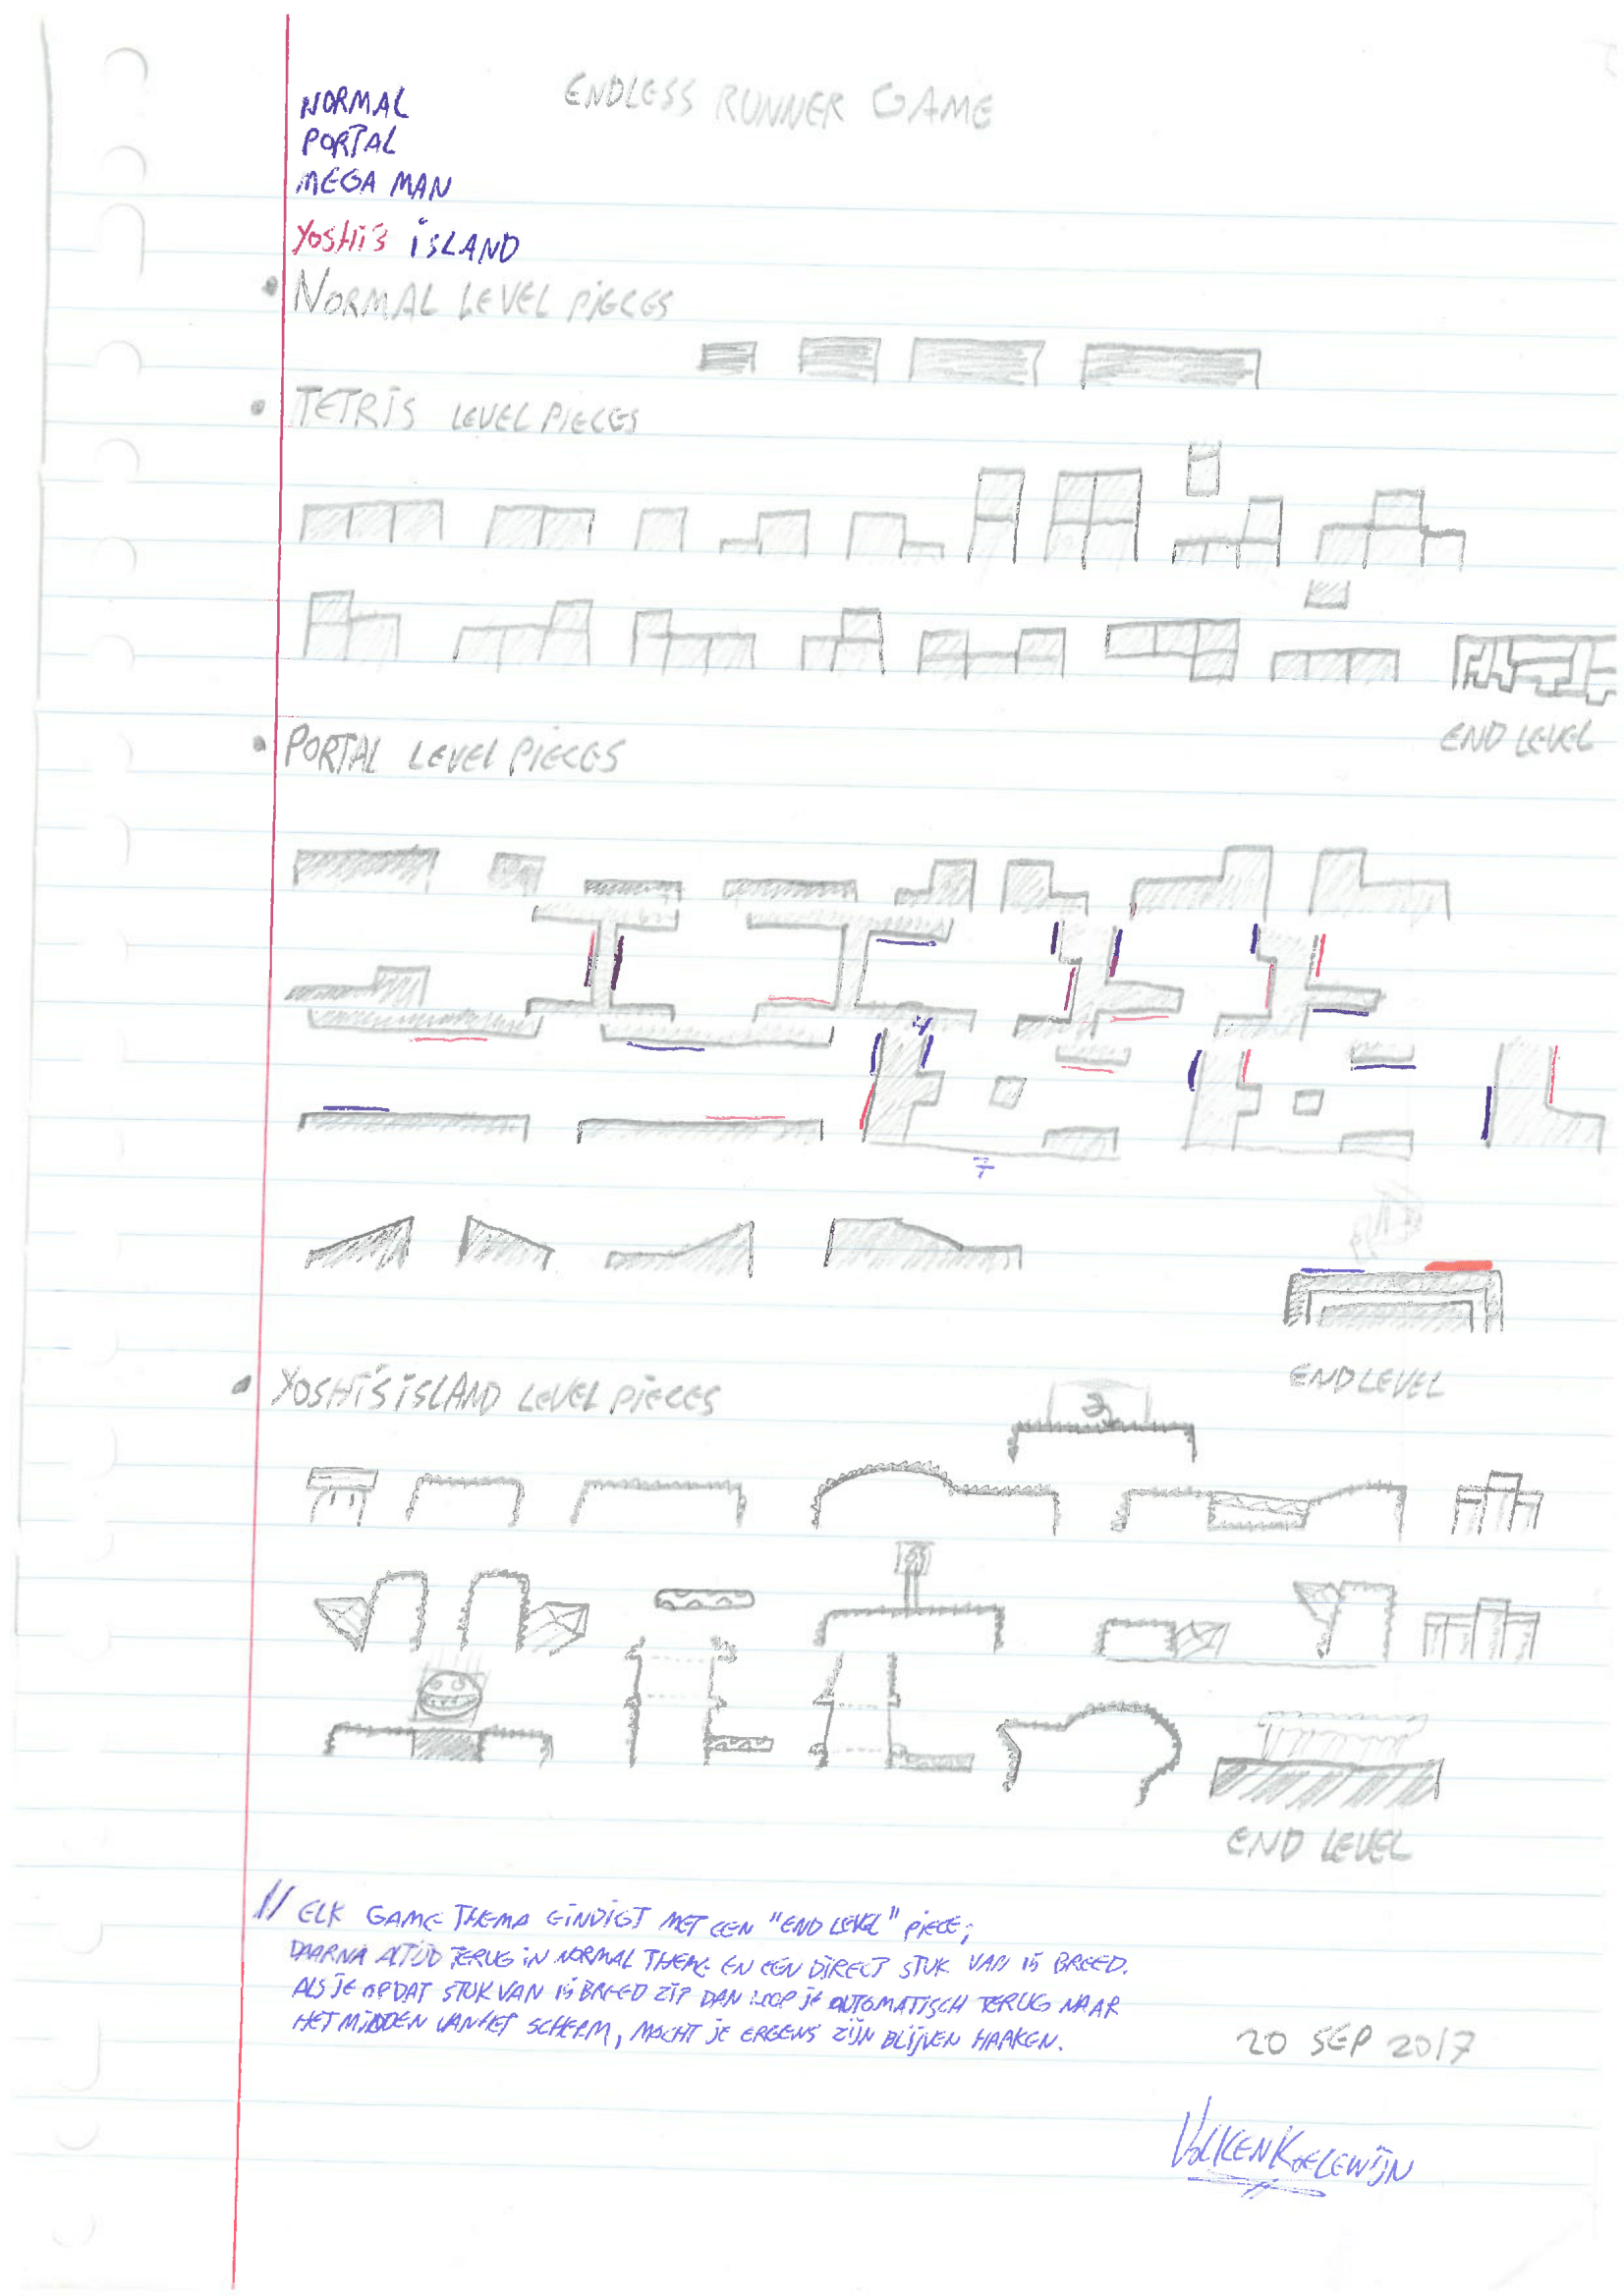 ENDLESS RUNNER GAME
NORMAL
PORTAL
MEGA MAN
YOSHI'S ISLAND
• NORMAL LEVEL PIECES
• TETRIS LEVEL PIECES
END LEVEL
• PORTAL LEVEL PIECES
4
7
END LEVEL
• YOSHI'S ISLAND LEVEL PIECES
END LEVEL
// ELK GAME THEMA EINDIGT MET EEN "END LEVEL" PIECE;
DAARNA ALTIJD TERUG IN NORMAL THEME EN EEN DIRECT STUK VAN 15 BREED.
ALS JE OP DAT STUK VAN 15 BREED ZIT DAN LOOP JE AUTOMATISCH TERUG NAAR
HET MIDDEN VAN HET SCHERM, MOCHT JE ERGENS ZIJN BLIJVEN HAAKEN.
20 SEP 2017
VOLKEN KOELEWIJN